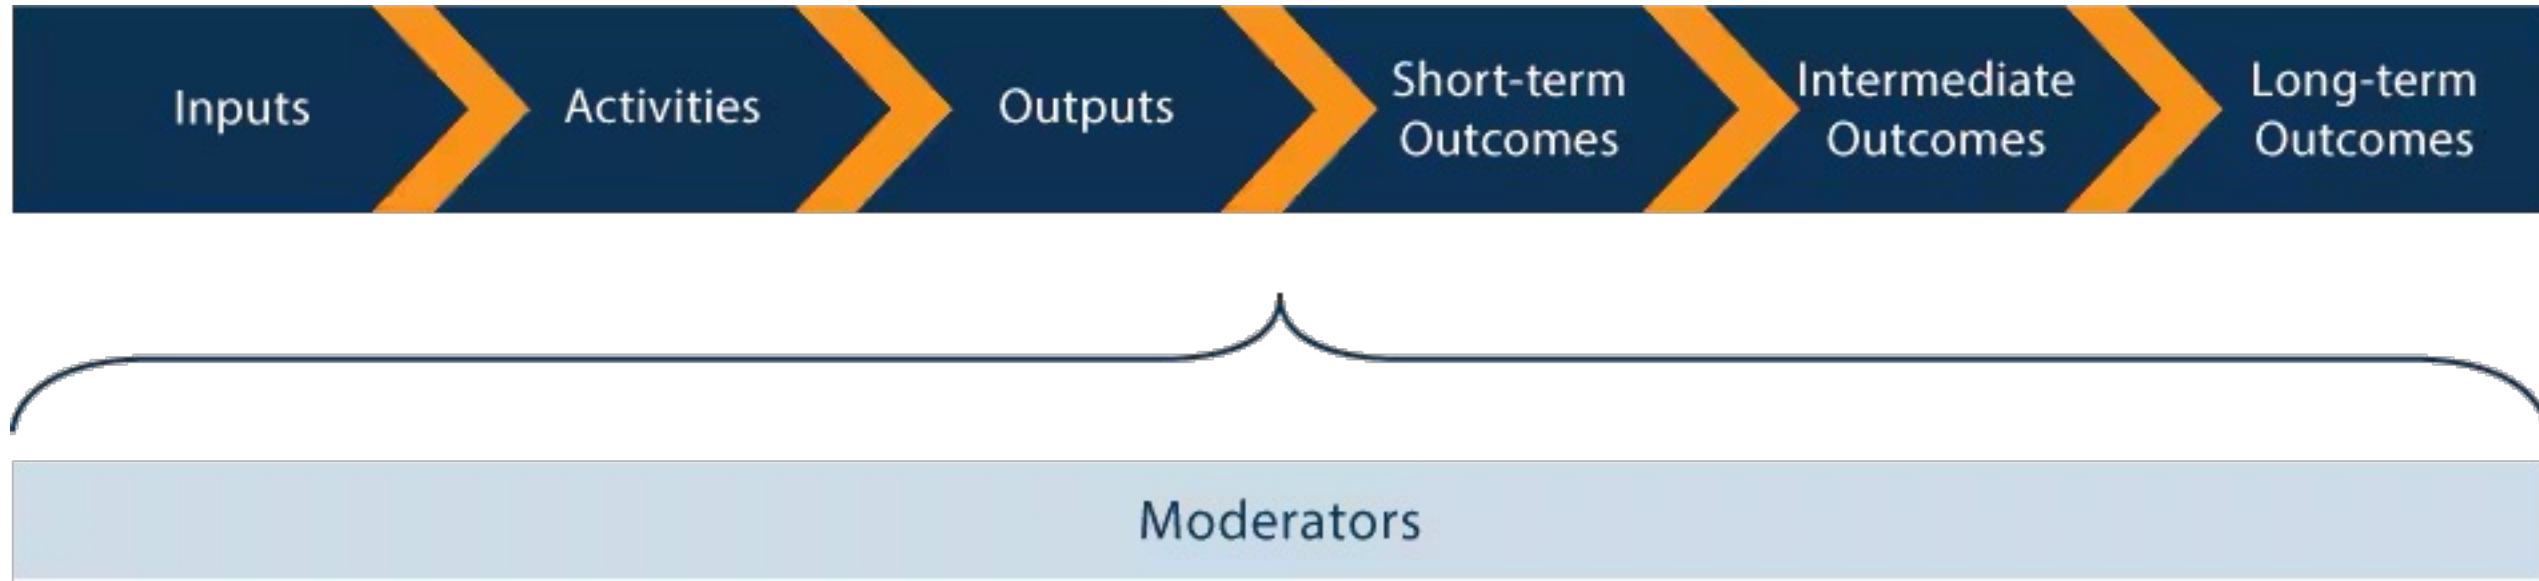 Inputs
Activities
Outputs
Short-term
Outcomes
Intermediate
Outcomes
Long-term
Outcomes
Moderators